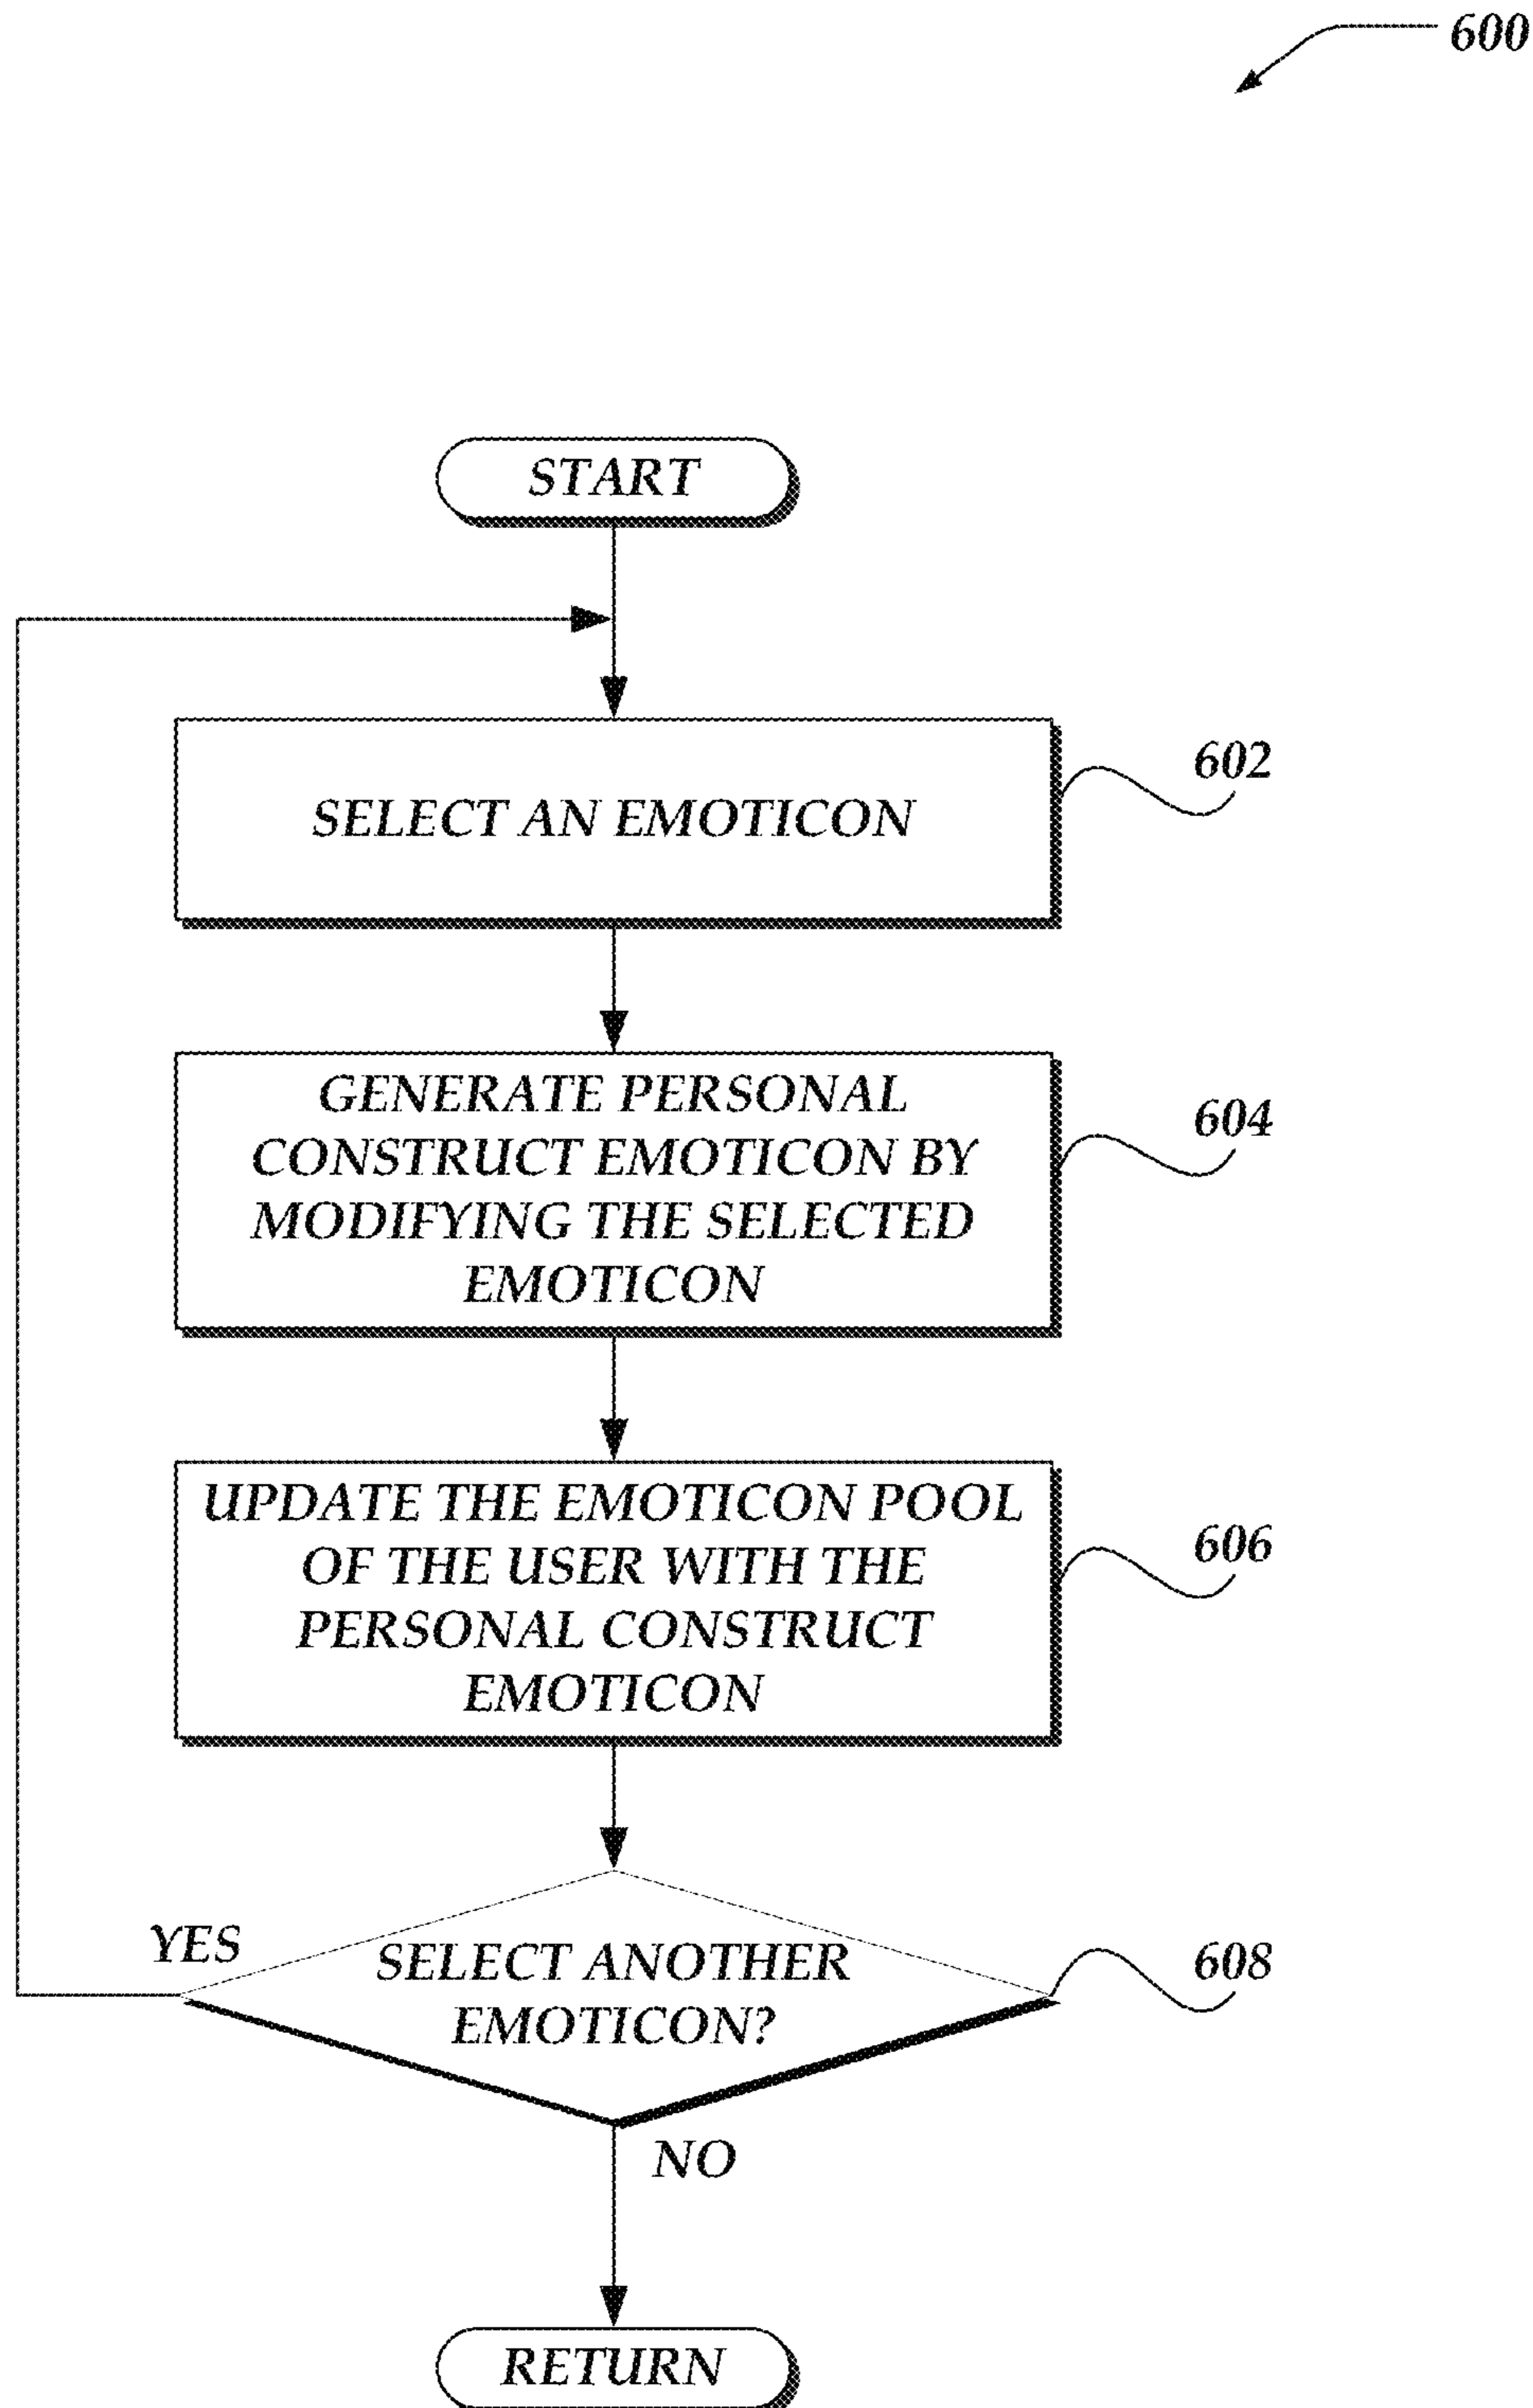 600
START
SELECT AN EMOTICON
602
GENERATE PERSONAL
CONSTRUCT EMOTICON BY
MODIFYING THE SELECTED
EMOTICON
604
UPDATE THE EMOTICON POOL
OF THE USER WITH THE
PERSONAL CONSTRUCT
EMOTICON
606
YES
SELECT ANOTHER
EMOTICON?
608
NO
RETURN